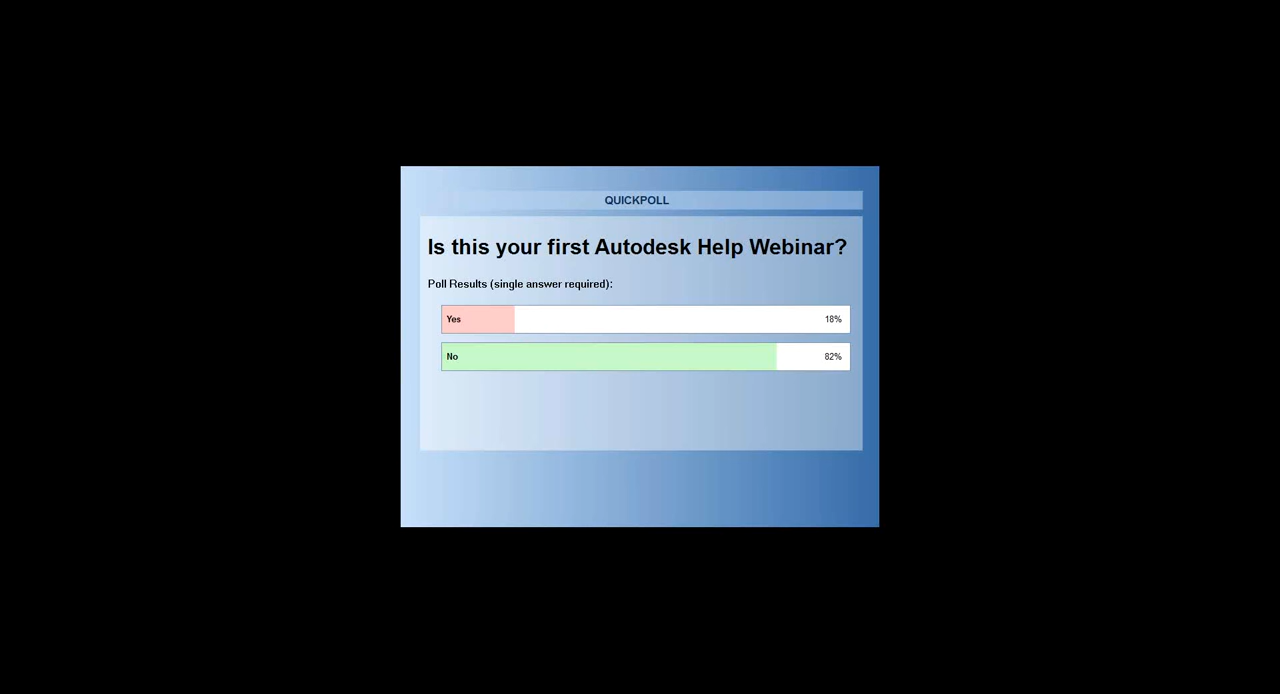 QUICKPOLL
Is this your first Autodesk Help Webinar?
Poll Results (single answer required):
Yes 18%
No 82%